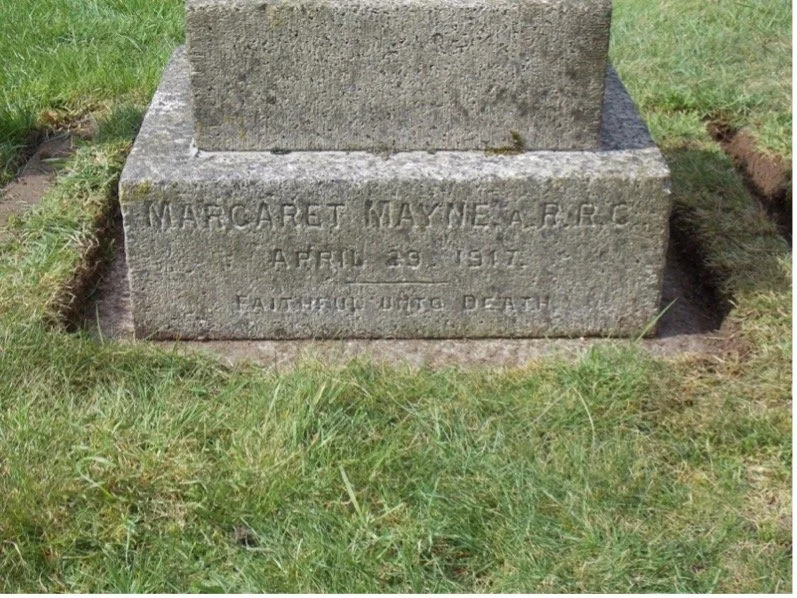 MARGARET MAYNE. A.R.R.C.
APRIL 29. 1917.
FAITHFUL UNTO DEATH